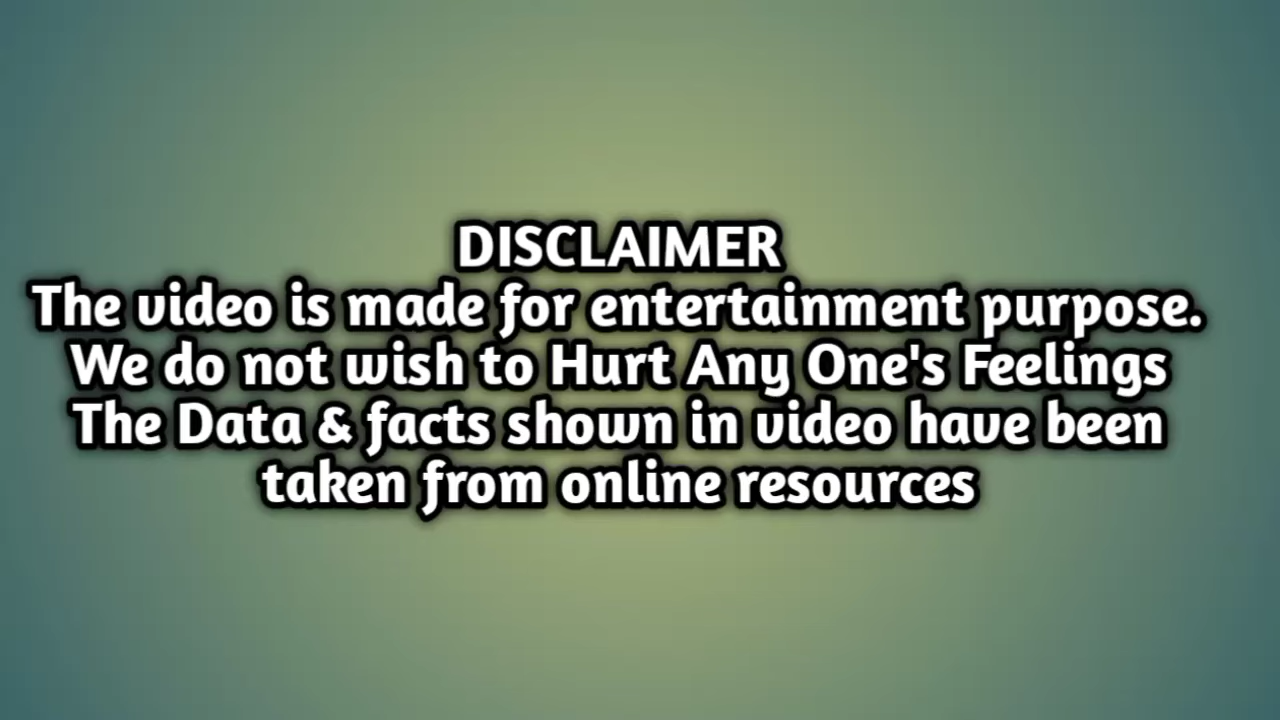 DISCLAIMER
The video is made for entertainment purpose.
We do not wish to Hurt Any One's Feelings
The Data & facts shown in video have been
taken from online resources